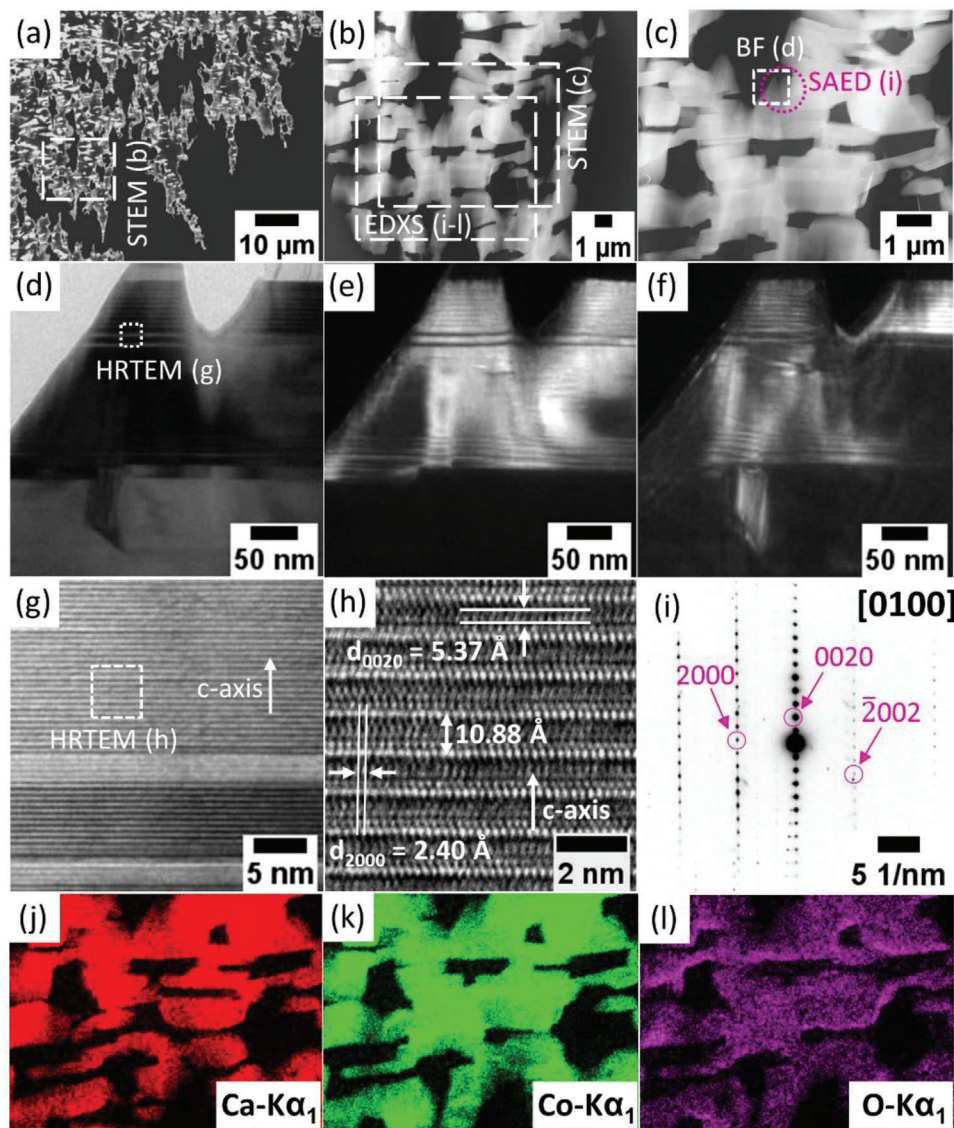 (a)
STEM (b)
10 µm
(b)
STEM (c)
EDXS (i-l)
1 µm
(c)
BF (d)
SAED (i)
1 µm
(d)
HRTEM (g)
50 nm
(e)
50 nm
(f)
50 nm
(g)
c-axis
HRTEM (h)
5 nm
(h)
d₀₀₂₀ = 5.37 Å
10.88 Å
c-axis
d₂₀₀₀ = 2.40 Å
2 nm
(i)
[0100]
2000
0020
2̅002
5 1/nm
(j)
Ca-Kα₁
(k)
Co-Kα₁
(l)
O-Kα₁